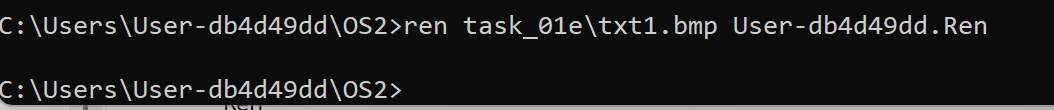 C:\Users\User-db4d49dd\OS2>ren task_01e\txt1.bmp User-db4d49dd.Ren
C:\Users\User-db4d49dd\OS2>